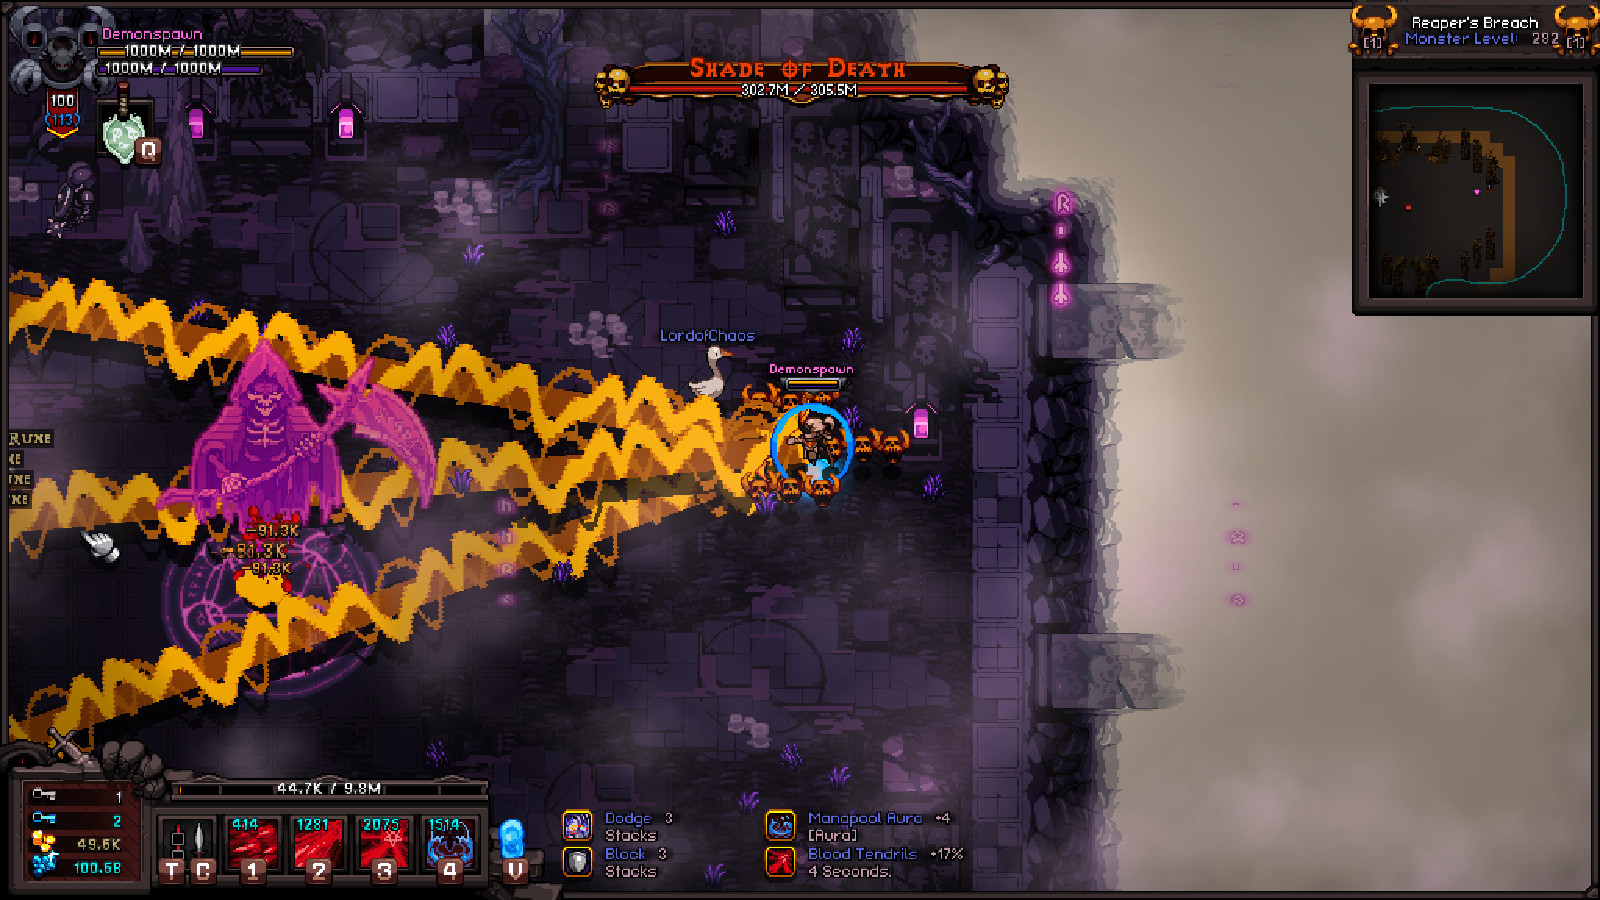 Demonspawn
1000M / 1000M
1000M / 1000M
100
(113)
Q
Shade of Death
302.7M / 305.5M
Reaper's Breach
Monster Level: 282
[1]
[1]
LordofChaos
Demonspawn
Rune
-91.3K
-91.3K
-91.3K
1
2
49.6K
100.6B
44.7K / 9.8M
414
1281
2075
1514
T
C
1
2
3
4
V
Dodge 3
Stacks
Block 3
Stacks
Manapool Aura +4
[Aura]
Blood Tendrils +17%
4 Seconds.